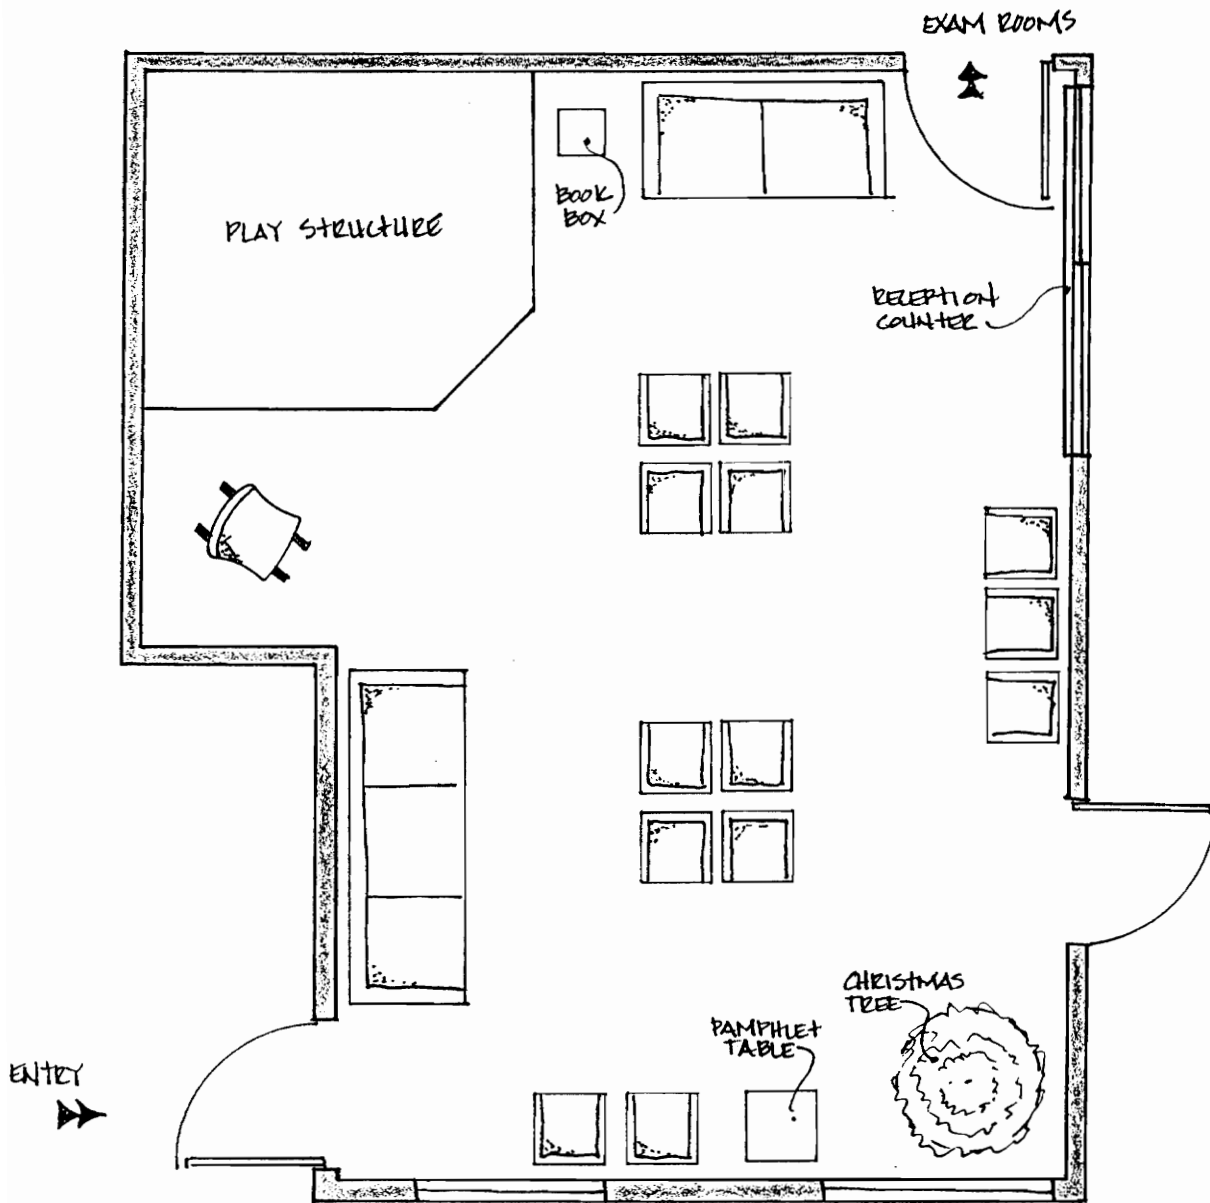 EXAM ROOMS
PLAY STRUCTURE
BOOK
BOX
RECEPTION
COUNTER
CHRISTMAS
TREE
PAMPHLET
TABLE
ENTRY